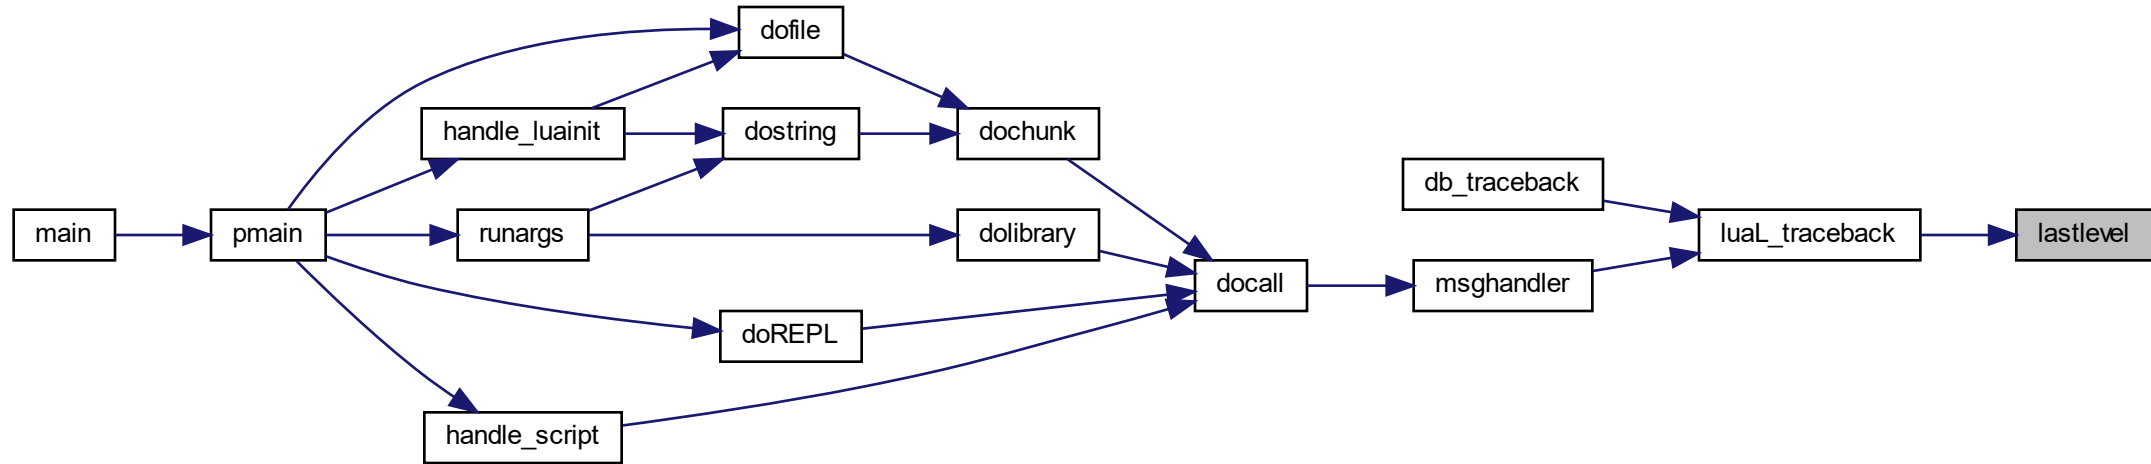 dofile
handle_luainit
dostring
dochunk
db_traceback
main
pmain
runargs
dolibrary
luaL_traceback
lastlevel
docall
msghandler
doREPL
handle_script